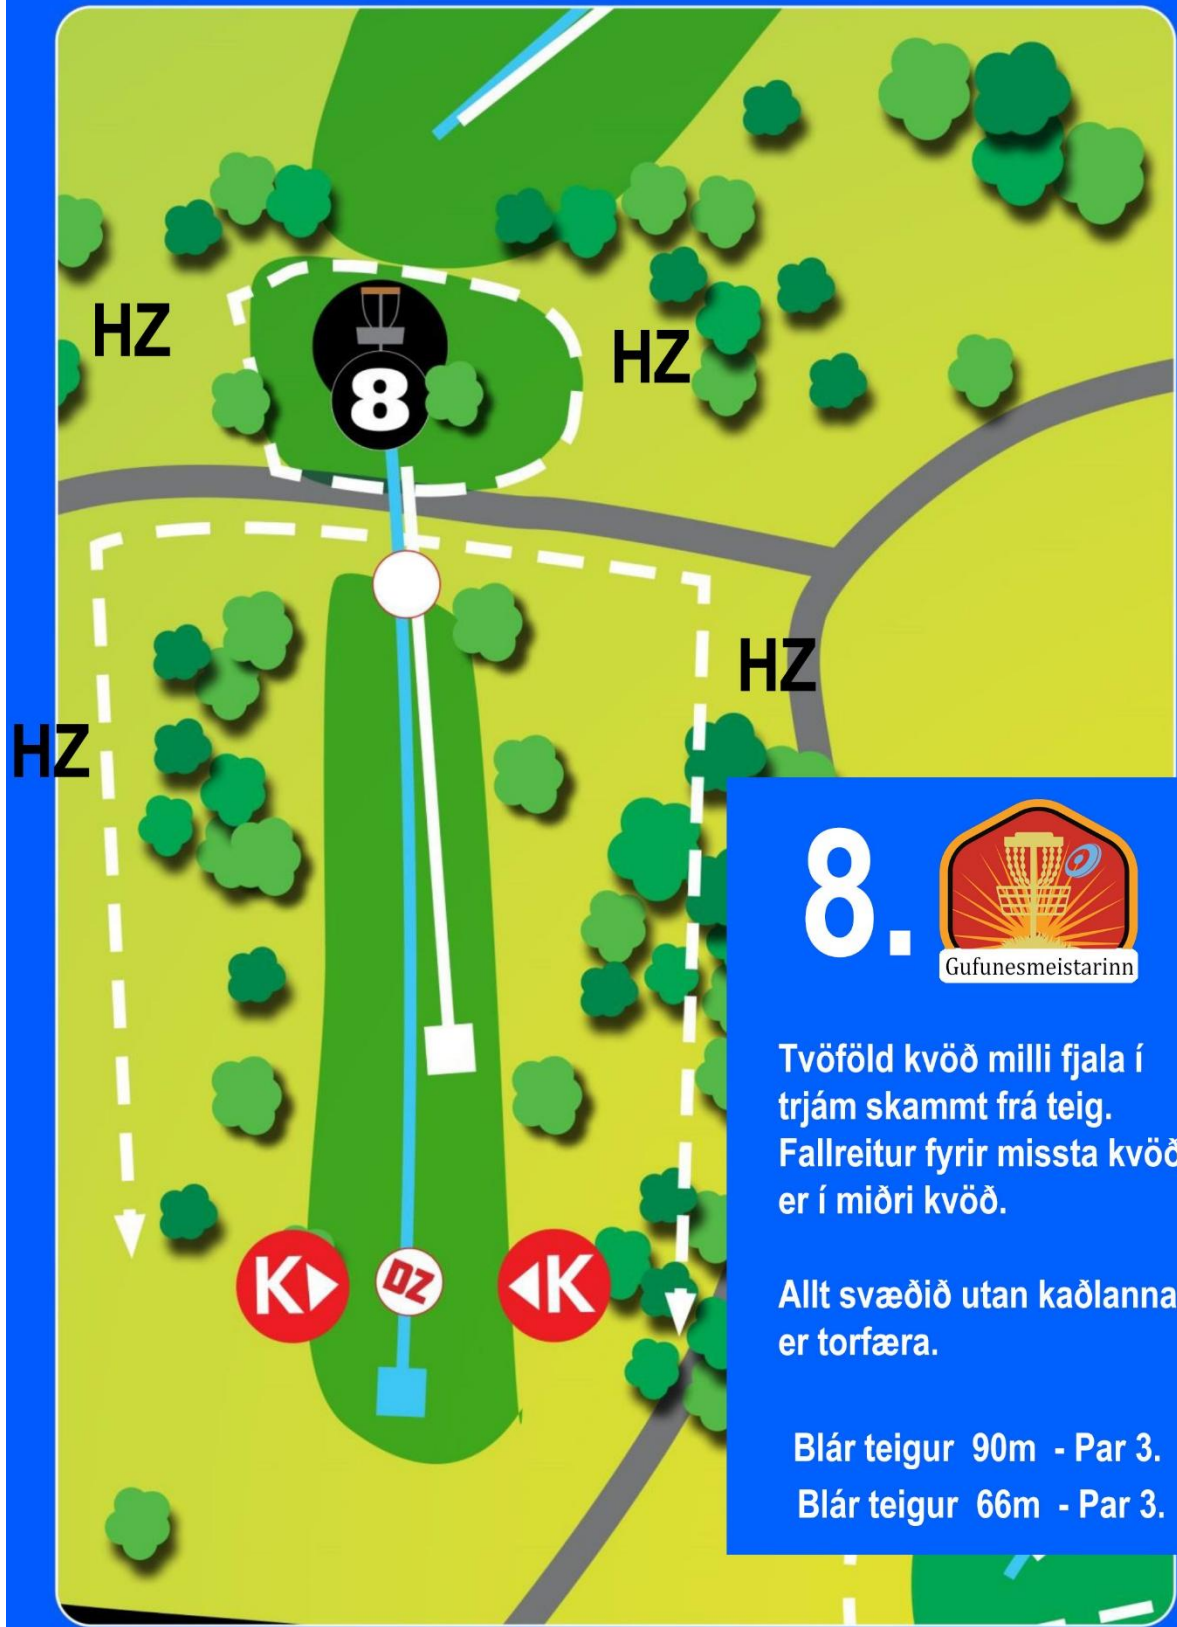 HZ
HZ
8
HZ
HZ
8.
Gufunesmeistarinn
Tvöföld kvöð milli fjala í
trjám skammt frá teig.
Fallreitur fyrir missta kvöð
er í miðri kvöð.
K
DZ
K
Allt svæðið utan kaðlanna
er torfæra.
Blár teigur 90m - Par 3.
Blár teigur 66m - Par 3.